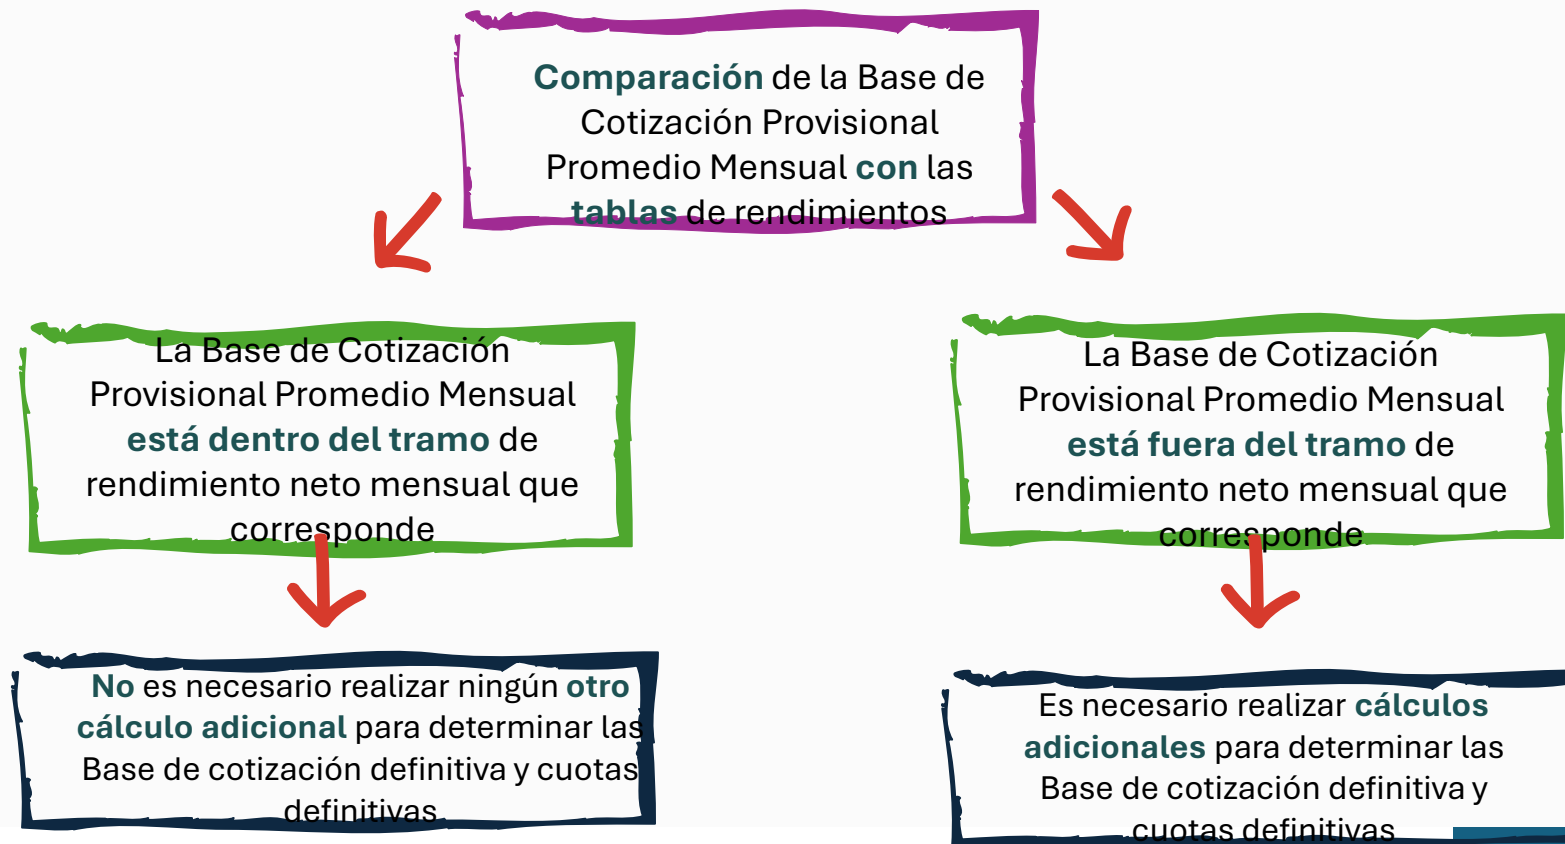 Comparación de la Base de
Cotización Provisional
Promedio Mensual con las
tablas de rendimientos
La Base de Cotización
Provisional Promedio Mensual
está dentro del tramo de
rendimiento neto mensual que
corresponde
La Base de Cotización
Provisional Promedio Mensual
está fuera del tramo de
rendimiento neto mensual que
corresponde
No es necesario realizar ningún otro
cálculo adicional para determinar las
Base de cotización definitiva y cuotas
definitivas
Es necesario realizar cálculos
adicionales para determinar las
Base de cotización definitiva y
cuotas definitivas